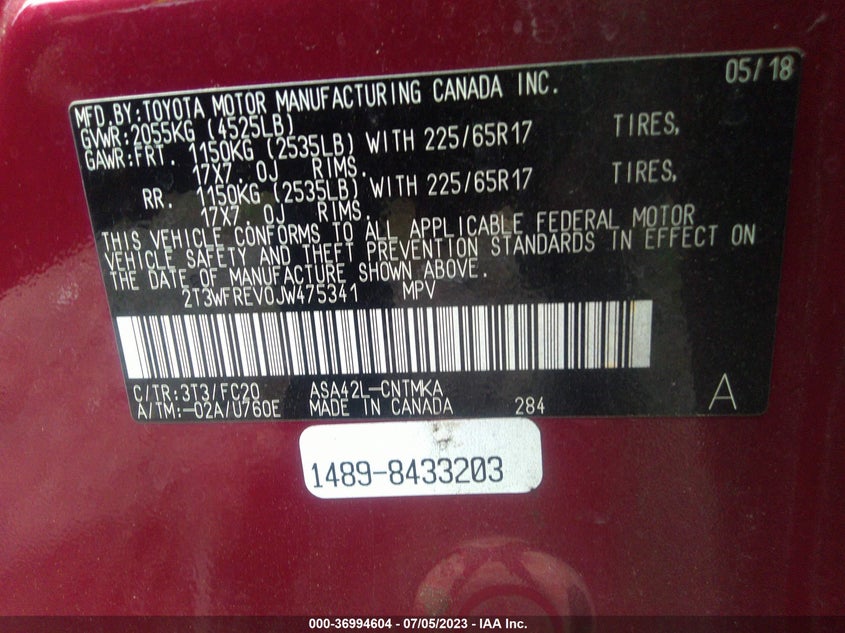 05/18
MFD.BY:TOYOTA MOTOR MANUFACTURING CANADA INC.
GVWR:2055KG (4525LB)
GAWR:FRT. 1150KG (2535LB) WITH 225/65R17 TIRES,
17X7.0J RIMS.
RR. 1150KG (2535LB) WITH 225/65R17 TIRES,
17X7.0J RIMS.
THIS VEHICLE CONFORMS TO ALL APPLICABLE FEDERAL MOTOR
VEHICLE SAFETY AND THEFT PREVENTION STANDARDS IN EFFECT ON
THE DATE OF MANUFACTURE SHOWN ABOVE.
2T3WFREV0JW475341 MPV
C/TR:3T3/FC20 ASA42L-CNTMKA
A/TM:-02A/U760E MADE IN CANADA 284 A
1489-8433203
000-36994604 - 07/05/2023 - IAA Inc.